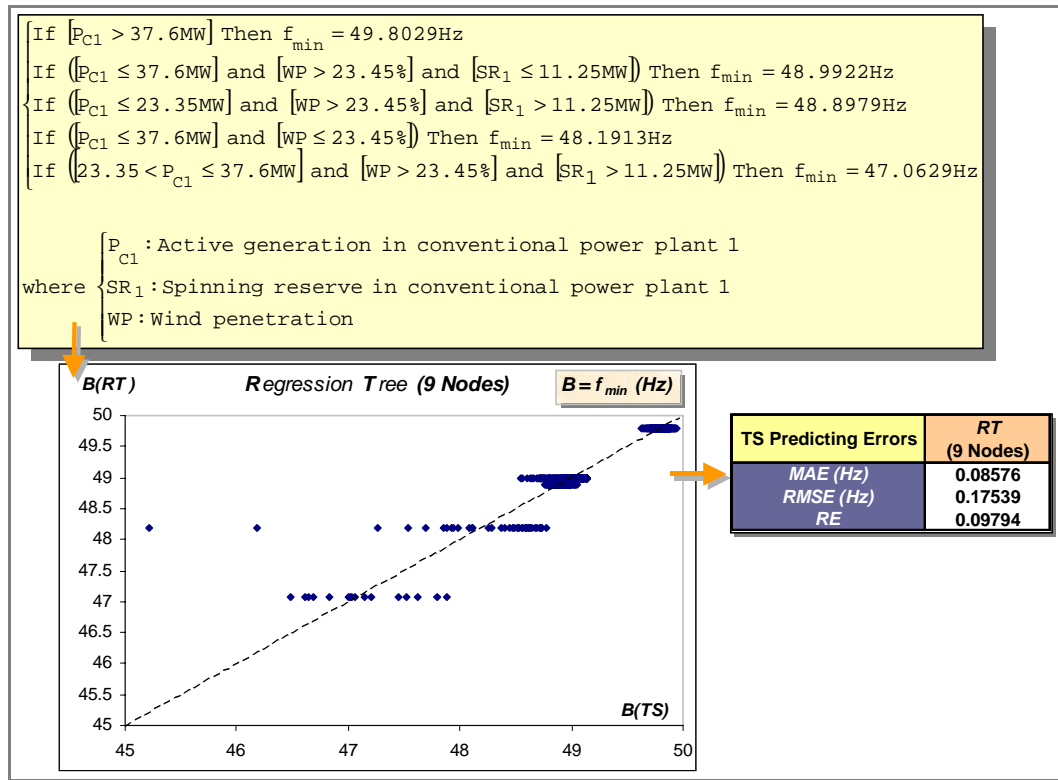 If [P_C1 > 37.6MW] Then f_min = 49.8029Hz
If ([P_C1 ≤ 37.6MW] and [WP > 23.45%] and [SR_1 ≤ 11.25MW]) Then f_min = 48.9922Hz
If ([P_C1 ≤ 23.35MW] and [WP > 23.45%] and [SR_1 > 11.25MW]) Then f_min = 48.8979Hz
If ([P_C1 ≤ 37.6MW] and [WP ≤ 23.45%]) Then f_min = 48.1913Hz
If ([23.35 < P_C1 ≤ 37.6MW] and [WP > 23.45%] and [SR_1 > 11.25MW]) Then f_min = 47.0629Hz
P_C1 : Active generation in conventional power plant 1
where SR_1 : Spinning reserve in conventional power plant 1
WP : Wind penetration
B(RT) Regression Tree (9 Nodes) B = f_min (Hz)
50
49.5
49
48.5
48
47.5
47
46.5
46
45.5
45
B(TS)
45 46 47 48 49 50
TS Predicting Errors RT (9 Nodes)
MAE (Hz) 0.08576
RMSE (Hz) 0.17539
RE 0.09794